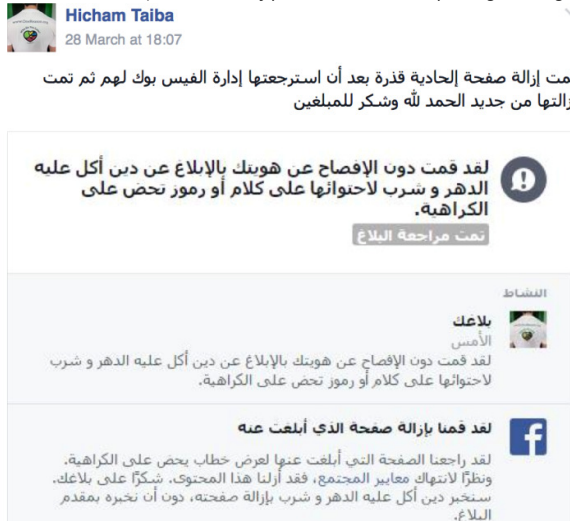 Hicham Taiba
28 March at 18:07
مت إزالة صفحة إلحادية قذرة بعد أن استرجعتها إدارة الفيس بوك لهم ثم تمت
زالتها من جديد الحمد لله وشكر للمبلغين
لقد قمت دون الإفصاح عن هويتك بالإبلاغ عن دين أكل عليه
الدهر و شرب لاحتوائها على كلام أو رموز تحض على
الكراهية.
تمت مراجعة البلاغ
النشاط
بلاغك
الأمس
لقد قمت دون الإفصاح عن هويتك بالإبلاغ عن دين أكل عليه الدهر و شرب
لاحتوائها على كلام أو رموز تحض على الكراهية.
لقد قمنا بإزالة صفحة الذي أبلغت عنه
لقد راجعنا الصفحة التي أبلغت عنها لعرض خطاب يحض على الكراهية.
ونظرًا لانتهاك معايير المجتمع، فقد أزلنا هذا المحتوى. شكرًا على بلاغك.
سنخبر دين أكل عليه الدهر و شرب بإزالة صفحته، دون أن نخبره بمقدم
البلاغ.